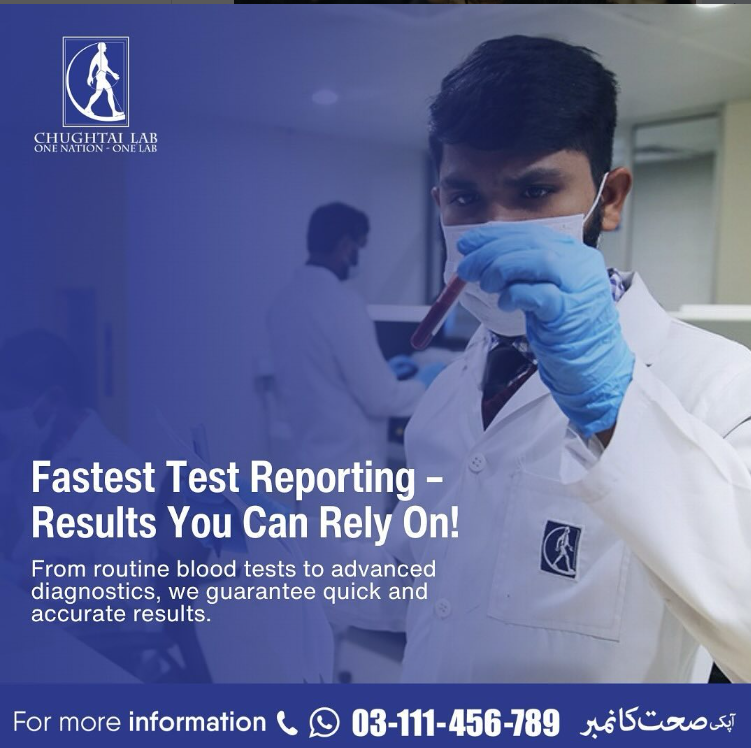 CHUGHTAI LAB
ONE NATION - ONE LAB
Fastest Test Reporting –
Results You Can Rely On!
From routine blood tests to advanced
diagnostics, we guarantee quick and
accurate results.
For more information 03-111-456-789 آپکی صحت کا نمبر